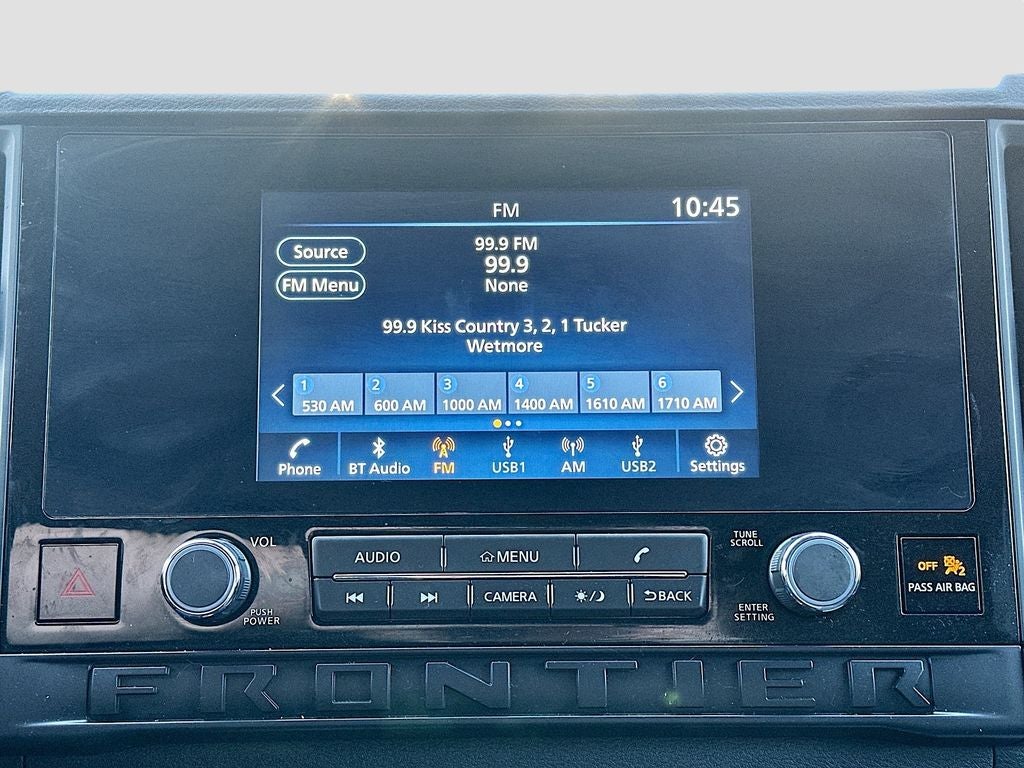 FM
10:45
Source
99.9 FM
99.9
FM Menu
None
99.9 Kiss Country 3, 2, 1 Tucker
Wetmore
1 2 3 4 5 6
530 AM 600 AM 1000 AM 1400 AM 1610 AM 1710 AM
Phone BT Audio FM USB1 AM USB2 Settings
VOL
PUSH
POWER
AUDIO MENU
CAMERA BACK
TUNE
SCROLL
ENTER
SETTING
OFF 2
PASS AIR BAG
FRONTIER